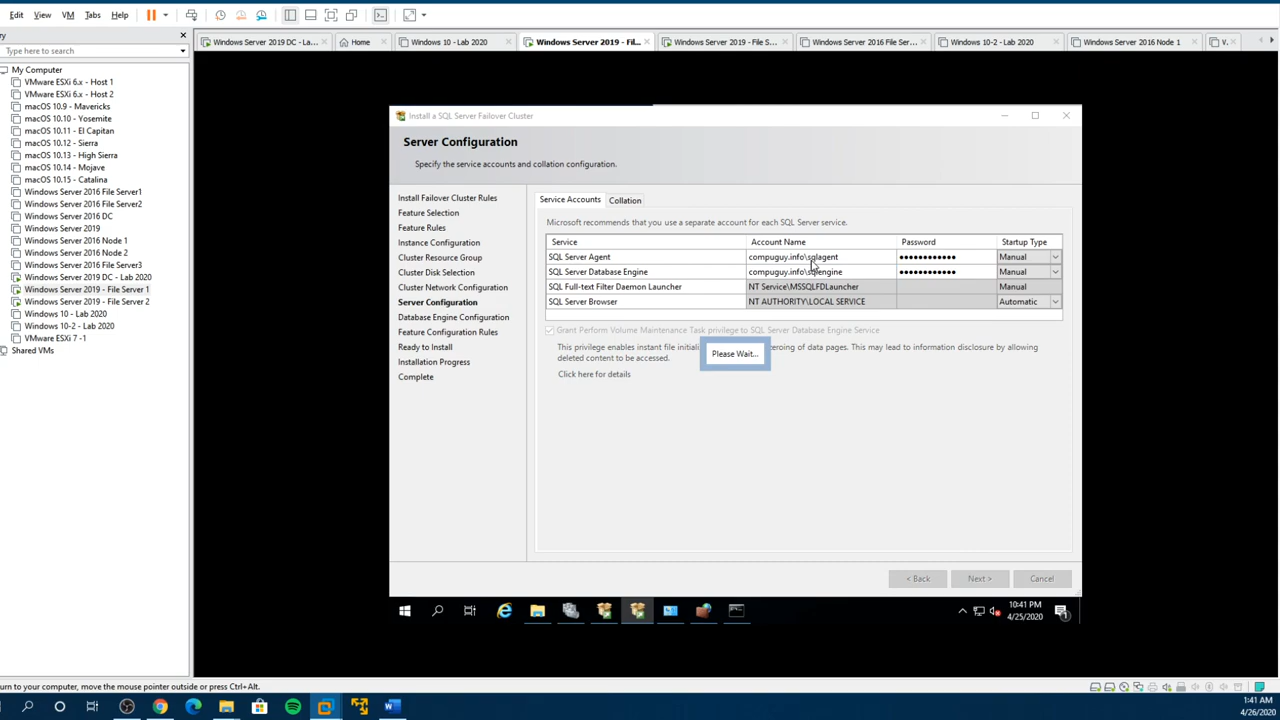 Edit View VM Tabs Help
ry
Type here to search
Windows Server 2019 DC - La... Home Windows 10 - Lab 2020 Windows Server 2019 - Fil... Windows Server 2019 - File S... Windows Server 2016 File Ser... Windows 10-2 - Lab 2020 Windows Server 2016 Node 1 V.
My Computer
VMware ESXi 6.x - Host 1
VMware ESXi 6.x - Host 2
macOS 10.9 - Mavericks
macOS 10.10 - Yosemite
macOS 10.11 - El Capitan
macOS 10.12 - Sierra
macOS 10.13 - High Sierra
macOS 10.14 - Mojave
macOS 10.15 - Catalina
Windows Server 2016 File Server1
Windows Server 2016 File Server2
Windows Server 2016 DC
Windows Server 2019
Windows Server 2016 Node 1
Windows Server 2016 Node 2
Windows Server 2016 File Server3
Windows Server 2019 DC - Lab 2020
Windows Server 2019 - File Server 1
Windows Server 2019 - File Server 2
Windows 10 - Lab 2020
Windows 10-2 - Lab 2020
VMware ESXi 7 -1
Shared VMs
Install a SQL Server Failover Cluster
Server Configuration
Specify the service accounts and collation configuration.
Install Failover Cluster Rules
Feature Selection
Feature Rules
Instance Configuration
Cluster Resource Group
Cluster Disk Selection
Cluster Network Configuration
Server Configuration
Database Engine Configuration
Feature Configuration Rules
Ready to Install
Installation Progress
Complete
Service Accounts Collation
Microsoft recommends that you use a separate account for each SQL Server service.
Service Account Name Password Startup Type
SQL Server Agent compuguy.info\sqlagent ●●●●●●●●●●●● Manual
SQL Server Database Engine compuguy.info\sqlengine ●●●●●●●●●●●● Manual
SQL Full-text Filter Daemon Launcher NT Service\MSSQLFDLauncher Manual
SQL Server Browser NT AUTHORITY\LOCAL SERVICE Automatic
Grant Perform Volume Maintenance Task privilege to SQL Server Database Engine Service
This privilege enables instant file initial eroing of data pages. This may lead to information disclosure by allowing
deleted content to be accessed.
Please Wait...
Click here for details
< Back Next > Cancel
10:41 PM
4/25/2020
1
urn to your computer, move the mouse pointer outside or press Ctrl+Alt.
1:41 AM
4/26/2020